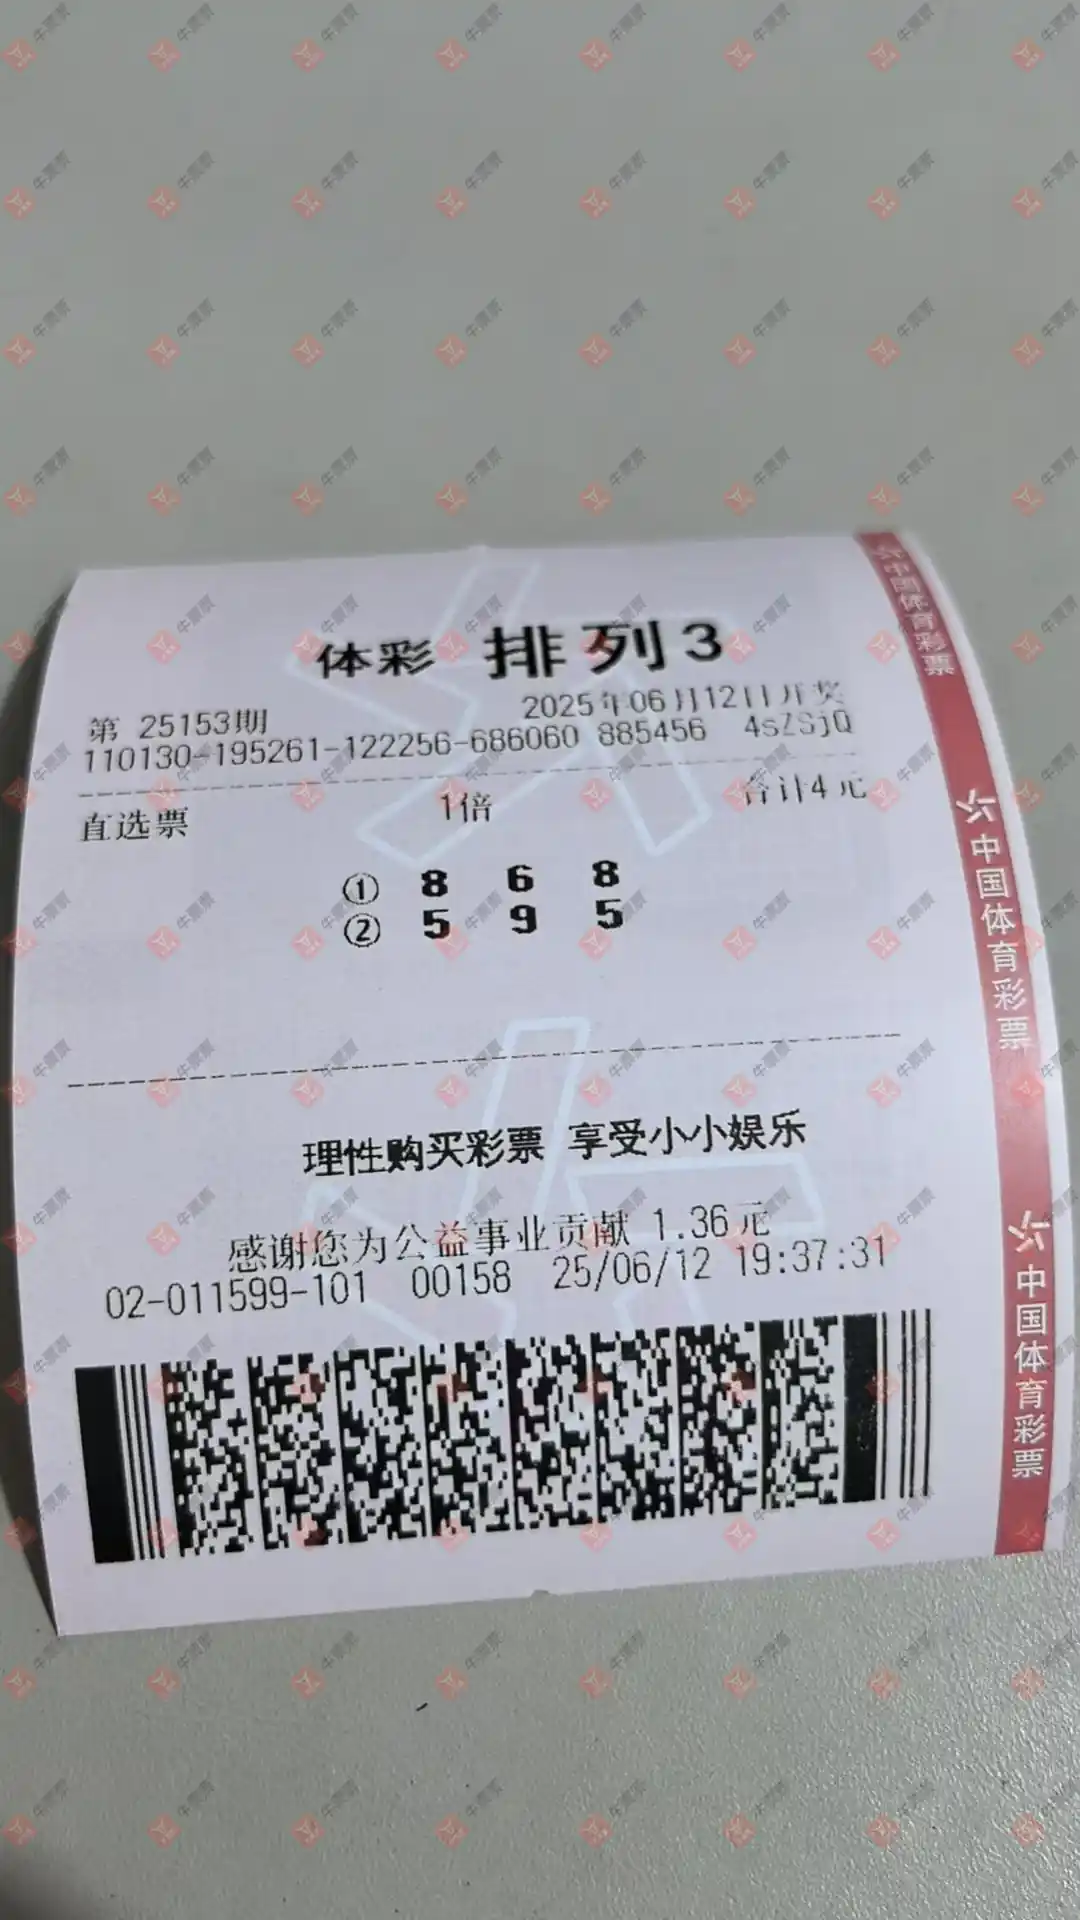 体彩 排列3
第 25153期 2025年06月12日开奖
110130-195261-122256-686060 885456 4sZSjQ
直选票 1倍 合计4元
① 8 6 8
② 5 9 5
理性购买彩票 享受小小娱乐
感谢您为公益事业贡献 1.36元
02-011599-101 00158 25/06/12 19:37:31
中国体育彩票
中国体育彩票
中国体育彩票
牛票票